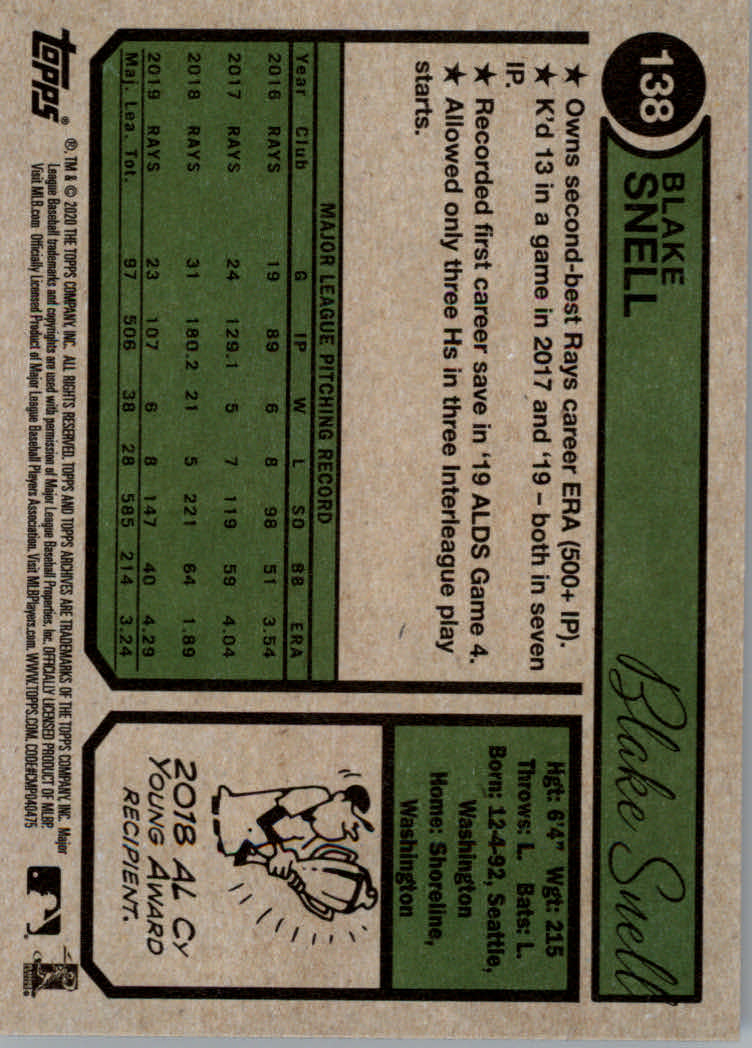 138
BLAKE
SNELL
Blake Snell
★ Owns second-best Rays career ERA (500+ IP).
★ K'd 13 in a game in 2017 and '19 – both in seven
IP.
★ Recorded first career save in '19 ALDS Game 4.
★ Allowed only three Hs in three Interleague play
starts.
MAJOR LEAGUE PITCHING RECORD
Year Club G IP W L SO BB ERA
2016 RAYS 19 89 6 8 98 51 3.54
2017 RAYS 24 129.1 5 7 119 59 4.04
2018 RAYS 31 180.2 21 5 221 64 1.89
2019 RAYS 23 107 6 8 147 40 4.29
Maj. Lea. Tot. 97 506 38 28 585 214 3.24
Hgt: 6'4" Wgt: 215
Throws: L. Bats: L.
Born: 12-4-92, Seattle,
Washington
Home: Shoreline,
Washington
2018 AL CY
YOUNG AWARD
RECIPIENT.
topps®
®, TM & © 2020 THE TOPPS COMPANY, INC. ALL RIGHTS RESERVED. TOPPS AND TOPPS ARCHIVES ARE TRADEMARKS OF THE TOPPS COMPANY, INC. Major
League Baseball trademarks and copyrights are used with permission of Major League Baseball Properties, Inc. OFFICIALLY LICENSED PRODUCT OF MLBP.
Visit MLB.com Officially Licensed Product of Major League Baseball Players Association. Visit MLBPlayers.com. WWW.TOPPS.COM. CODE#CMP040475